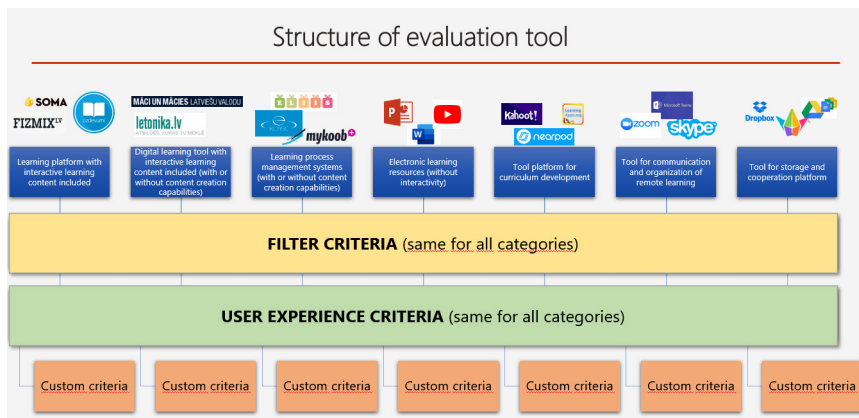 Structure of evaluation tool
SOMA
uzdevumi
FIZMIX LV
MĀCI UN MĀCIES LATVIEŠU VALODU
letonika.lv
ATBILDES, KURAS TU MEKLĒ
mykoob
P
W
Kahoot!
nearpod
Microsoft Teams
zoom
skype
Dropbox
Learning platform with
interactive learning
content included
Digital learning tool with
interactive learning
content included (with or
without content creation
capabilities)
Learning process
management systems
(with or without content
creation capabilities)
Electronic learning
resources (without
interactivity)
Tool platform for
curriculum development
Tool for communication
and organization of
remote learning
Tool for storage and
cooperation platform
FILTER CRITERIA (same for all categories)
USER EXPERIENCE CRITERIA (same for all categories)
Custom criteria
Custom criteria
Custom criteria
Custom criteria
Custom criteria
Custom criteria
Custom criteria